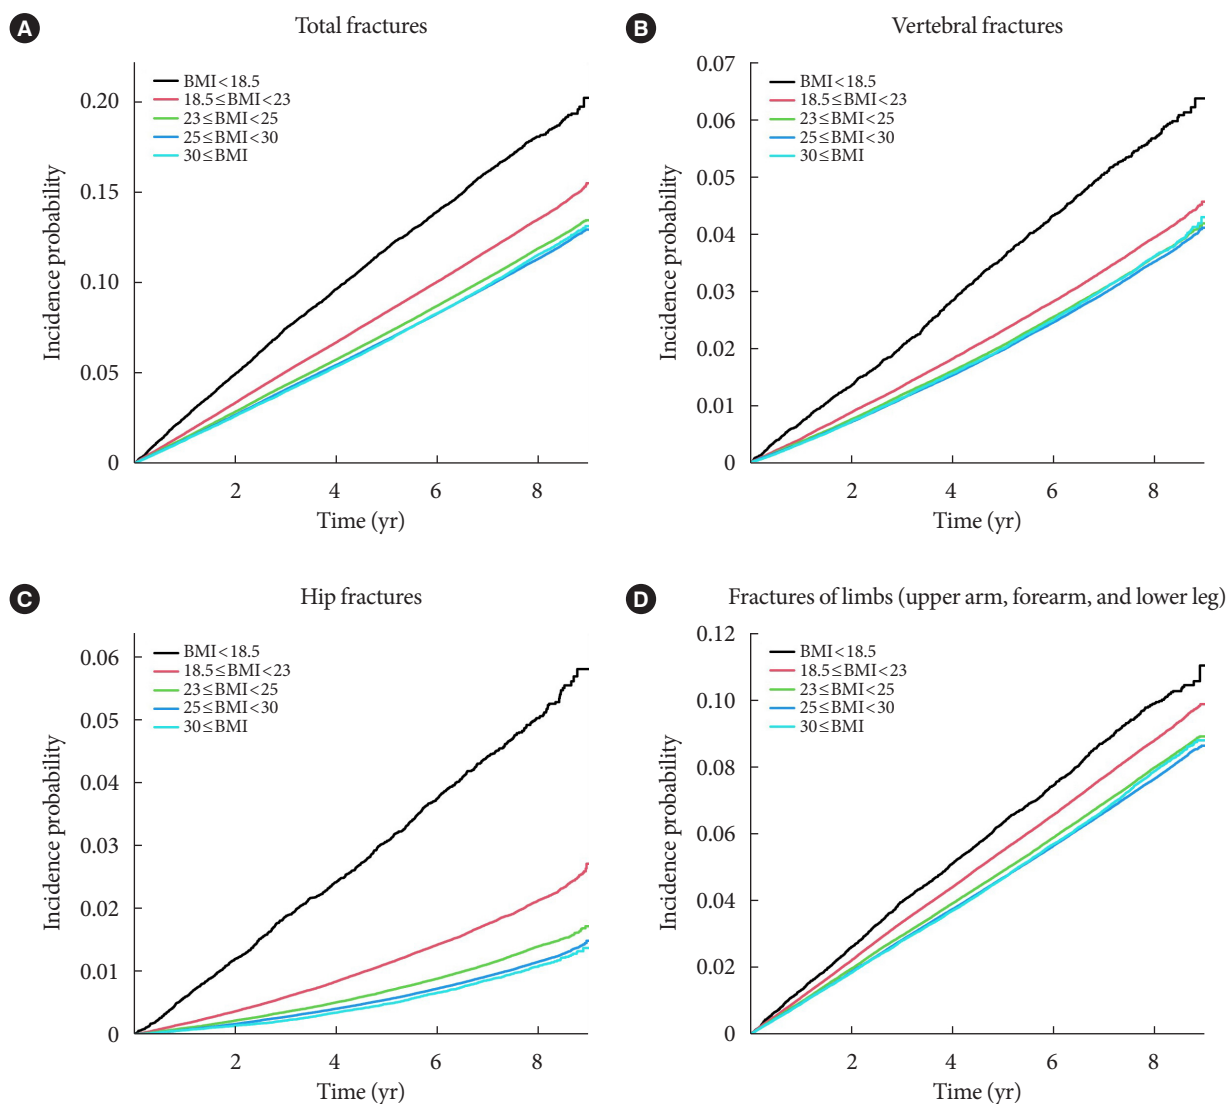 A Total fractures
BMI<18.5
18.5≤BMI<23
23≤BMI<25
25≤BMI<30
30≤BMI
Incidence probability
0.20
0.15
0.10
0.05
0
2 4 6 8
Time (yr)
B Vertebral fractures
BMI<18.5
18.5≤BMI<23
23≤BMI<25
25≤BMI<30
30≤BMI
Incidence probability
0.07
0.06
0.05
0.04
0.03
0.02
0.01
0
2 4 6 8
Time (yr)
C Hip fractures
BMI<18.5
18.5≤BMI<23
23≤BMI<25
25≤BMI<30
30≤BMI
Incidence probability
0.06
0.05
0.04
0.03
0.02
0.01
0
2 4 6 8
Time (yr)
D Fractures of limbs (upper arm, forearm, and lower leg)
BMI<18.5
18.5≤BMI<23
23≤BMI<25
25≤BMI<30
30≤BMI
Incidence probability
0.12
0.10
0.08
0.06
0.04
0.02
0
2 4 6 8
Time (yr)